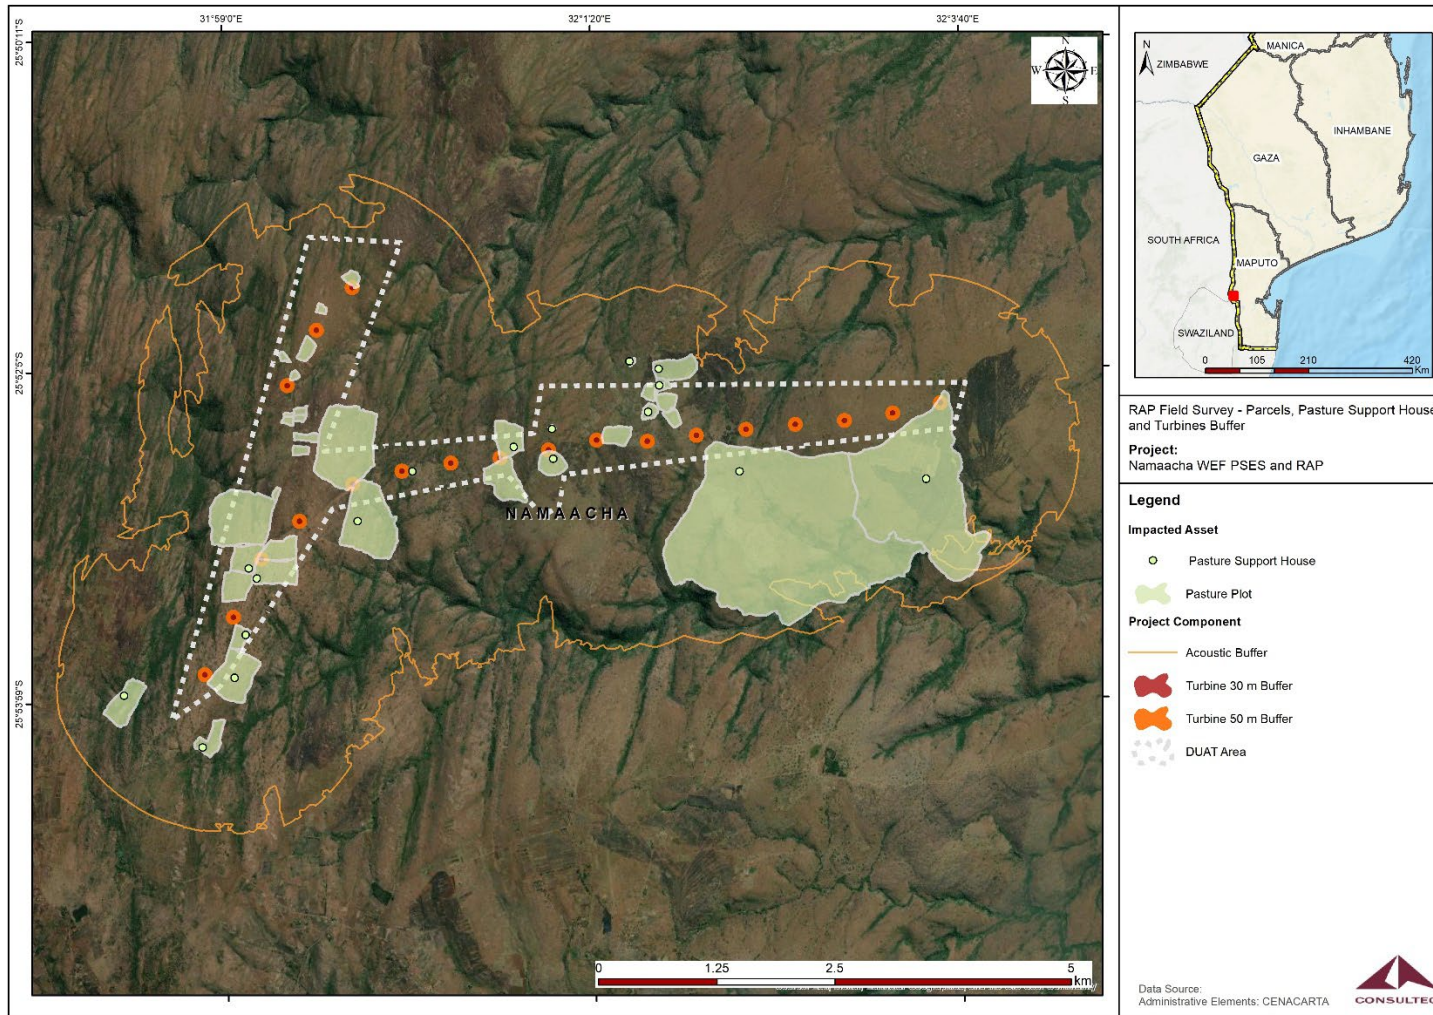 31°59'0"E
32°1'20"E
32°3'40"E
25°50'11"S
25°52'5"S
25°53'59"S
N
W E
S
NAMAACHA
0 1.25 2.5 5
km
N
ZIMBABWE
MANICA
INHAMBANE
GAZA
SOUTH AFRICA
MAPUTO
SWAZILAND
0 105 210 420
Km
RAP Field Survey - Parcels, Pasture Support House
and Turbines Buffer
Project:
Namaacha WEF PSES and RAP
Legend
Impacted Asset
Pasture Support House
Pasture Plot
Project Component
Acoustic Buffer
Turbine 30 m Buffer
Turbine 50 m Buffer
DUAT Area
Data Source:
Administrative Elements: CENACARTA
CONSULTEC